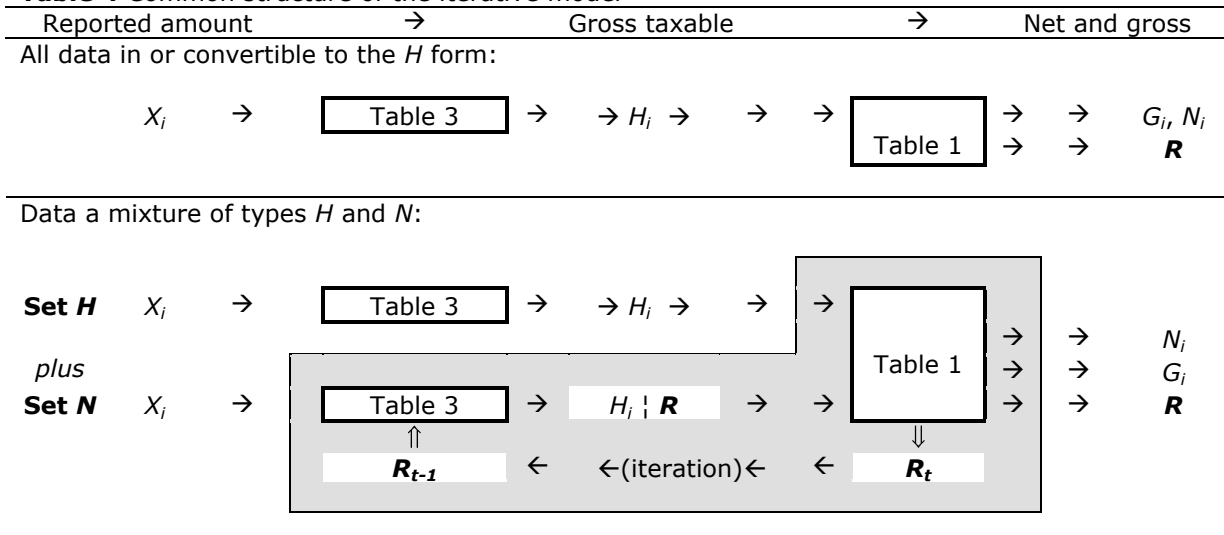 Reported amount → Gross taxable → Net and gross
All data in or convertible to the H form:
Xi → Table 3 → → Hi → → → → → Gi, Ni
Table 1 → → R
Data a mixture of types H and N:
Set H Xi → Table 3 → → Hi → → →
→ → Ni
plus Table 1 → → Gi
Set N Xi → Table 3 → Hi ¦ R → → → → R
⇑ ⇓
Rt-1 ← ←(iteration)← ← Rt